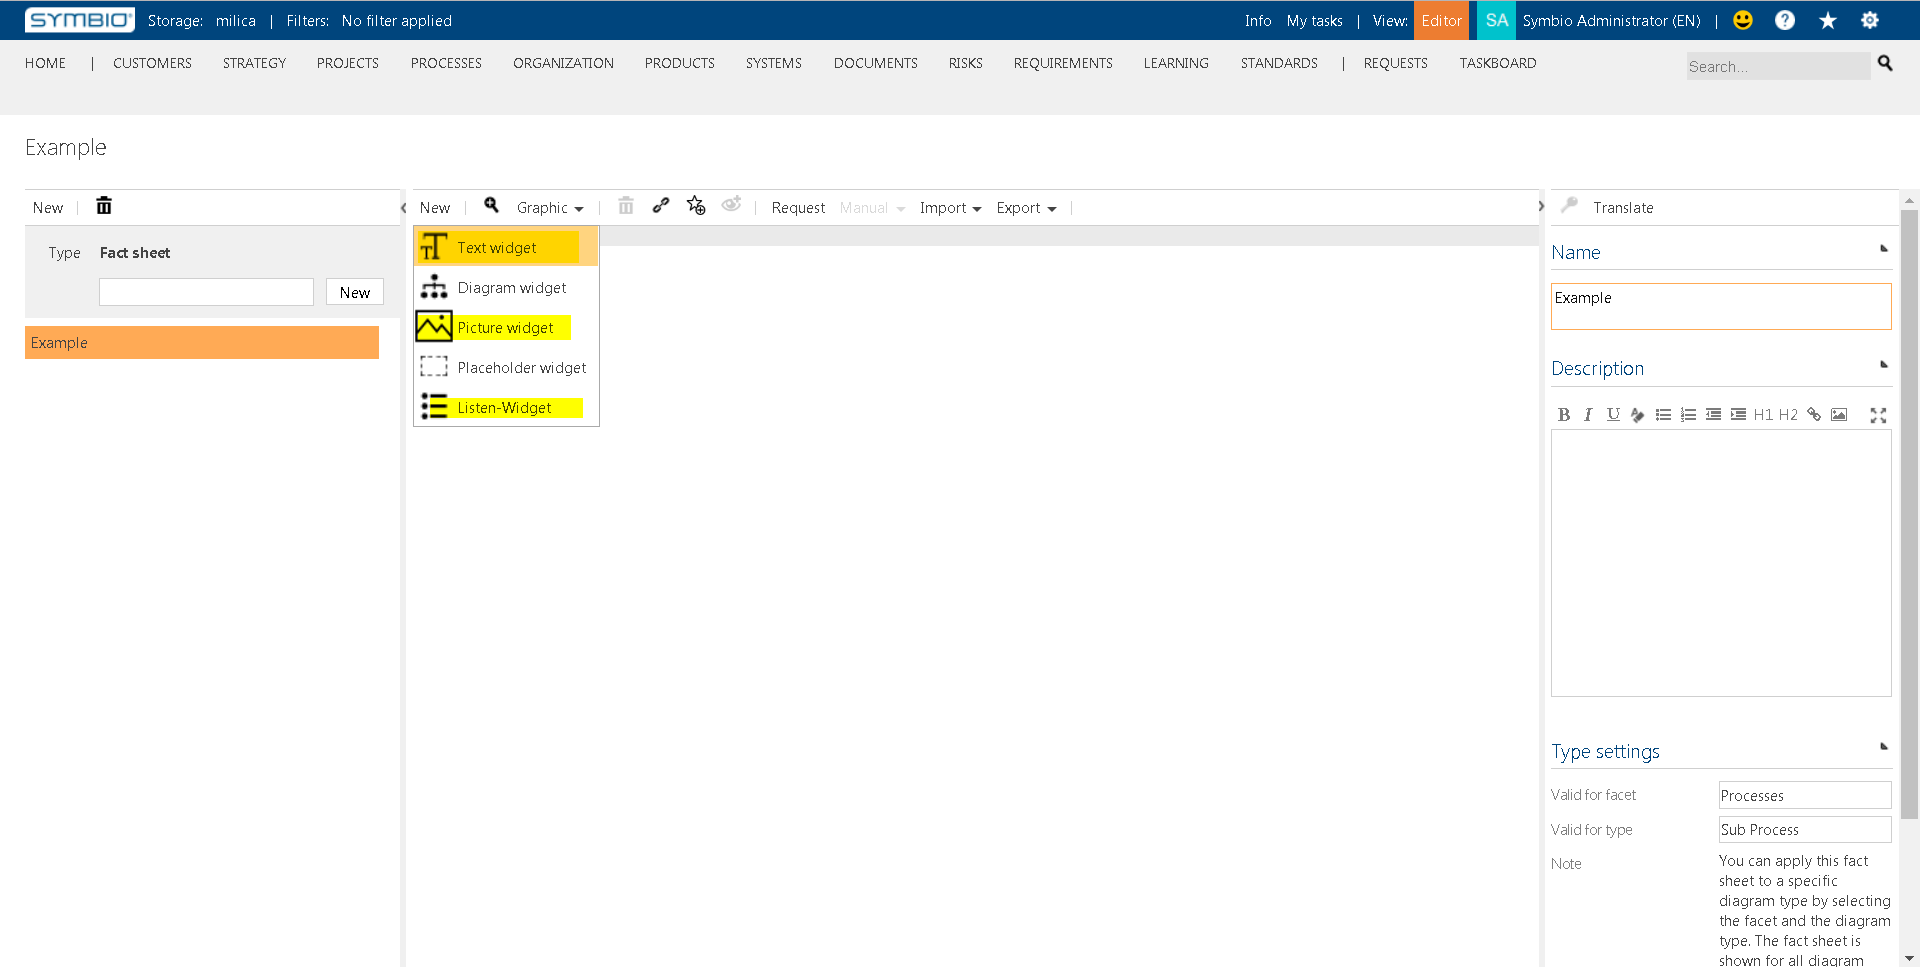 SYMBIO® Storage: milica | Filters: No filter applied Info My tasks | View: Editor SA Symbio Administrator (EN) |
HOME | CUSTOMERS STRATEGY PROJECTS PROCESSES ORGANIZATION PRODUCTS SYSTEMS DOCUMENTS RISKS REQUIREMENTS LEARNING STANDARDS | REQUESTS TASKBOARD Search...
Example
New |
Type Fact sheet
New
Example
New | Graphic | | Request Manual Import Export |
Text widget
Diagram widget
Picture widget
Placeholder widget
Listen-Widget
Translate
Name
Example
Description
B I U H1 H2
Type settings
Valid for facet Processes
Valid for type Sub Process
Note You can apply this fact
sheet to a specific
diagram type by selecting
the facet and the diagram
type. The fact sheet is
shown for all diagram